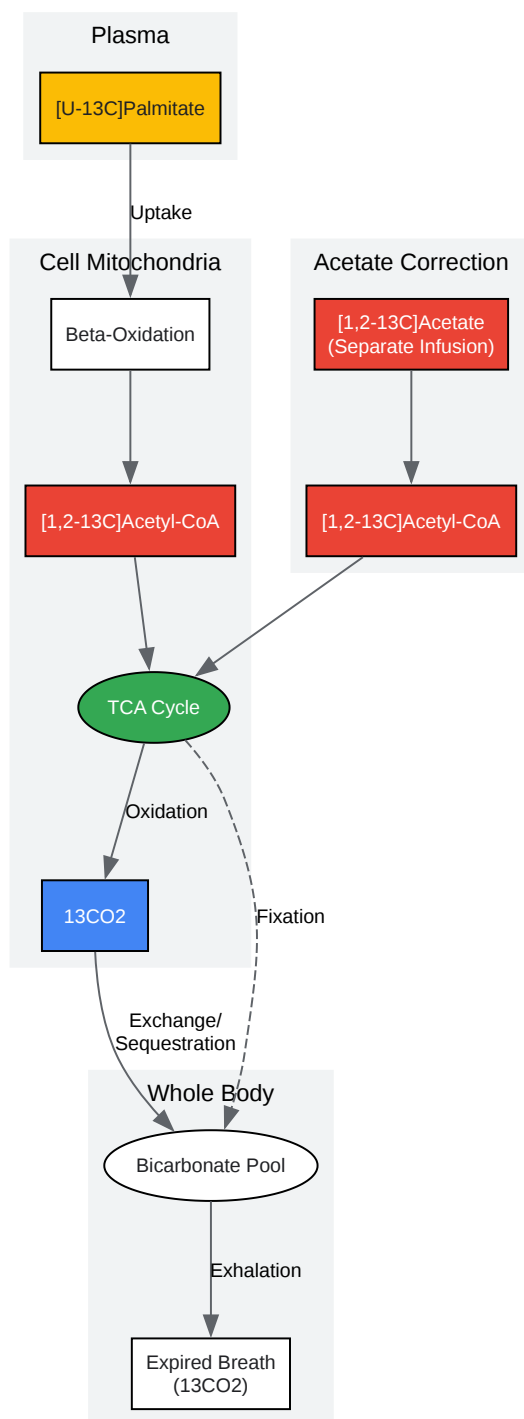 Plasma
[U-13C]Palmitate
Uptake
Cell Mitochondria
Acetate Correction
Beta-Oxidation
[1,2-13C]Acetate
(Separate Infusion)
[1,2-13C]Acetyl-CoA
[1,2-13C]Acetyl-CoA
TCA Cycle
Oxidation
13CO2
Fixation
Exchange/
Sequestration
Whole Body
Bicarbonate Pool
Exhalation
Expired Breath
(13CO2)